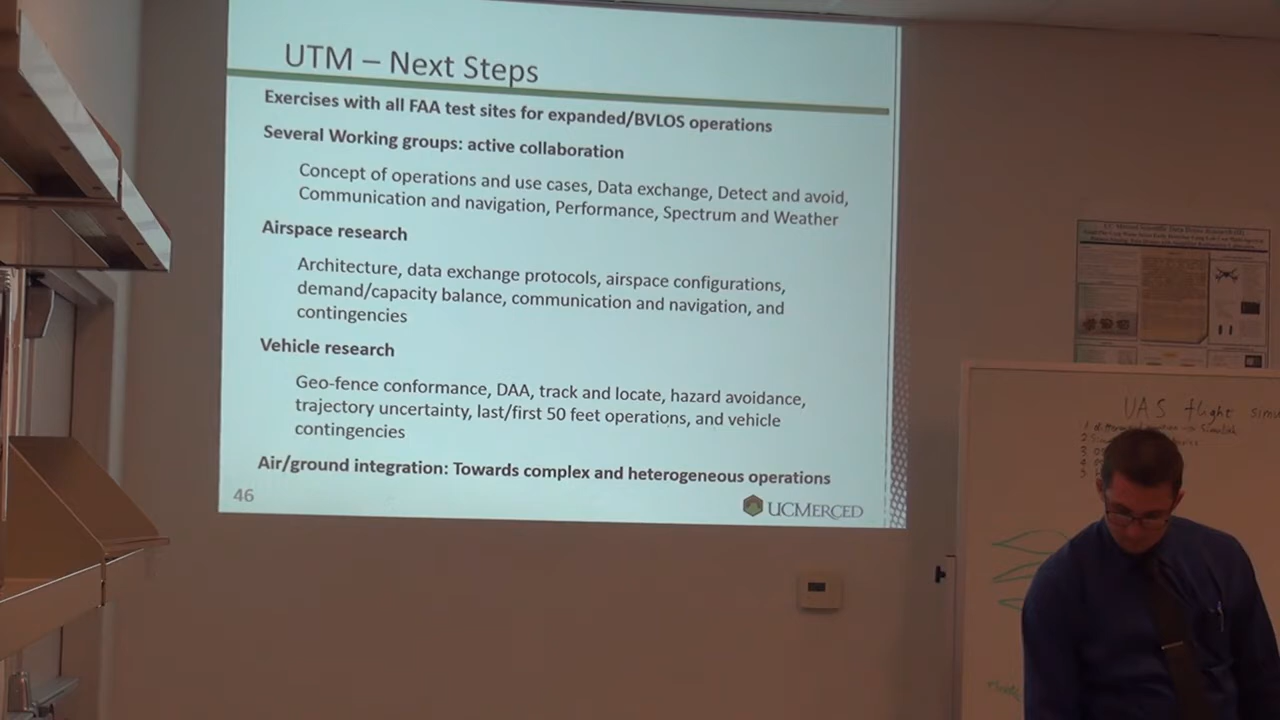 UTM – Next Steps
Exercises with all FAA test sites for expanded/BVLOS operations
Several Working groups: active collaboration
Concept of operations and use cases, Data exchange, Detect and avoid,
Communication and navigation, Performance, Spectrum and Weather
Airspace research
Architecture, data exchange protocols, airspace configurations,
demand/capacity balance, communication and navigation, and
contingencies
Vehicle research
Geo-fence conformance, DAA, track and locate, hazard avoidance,
trajectory uncertainty, last/first 50 feet operations, and vehicle
contingencies
Air/ground integration: Towards complex and heterogeneous operations
46
UCMERCED
UAS flight